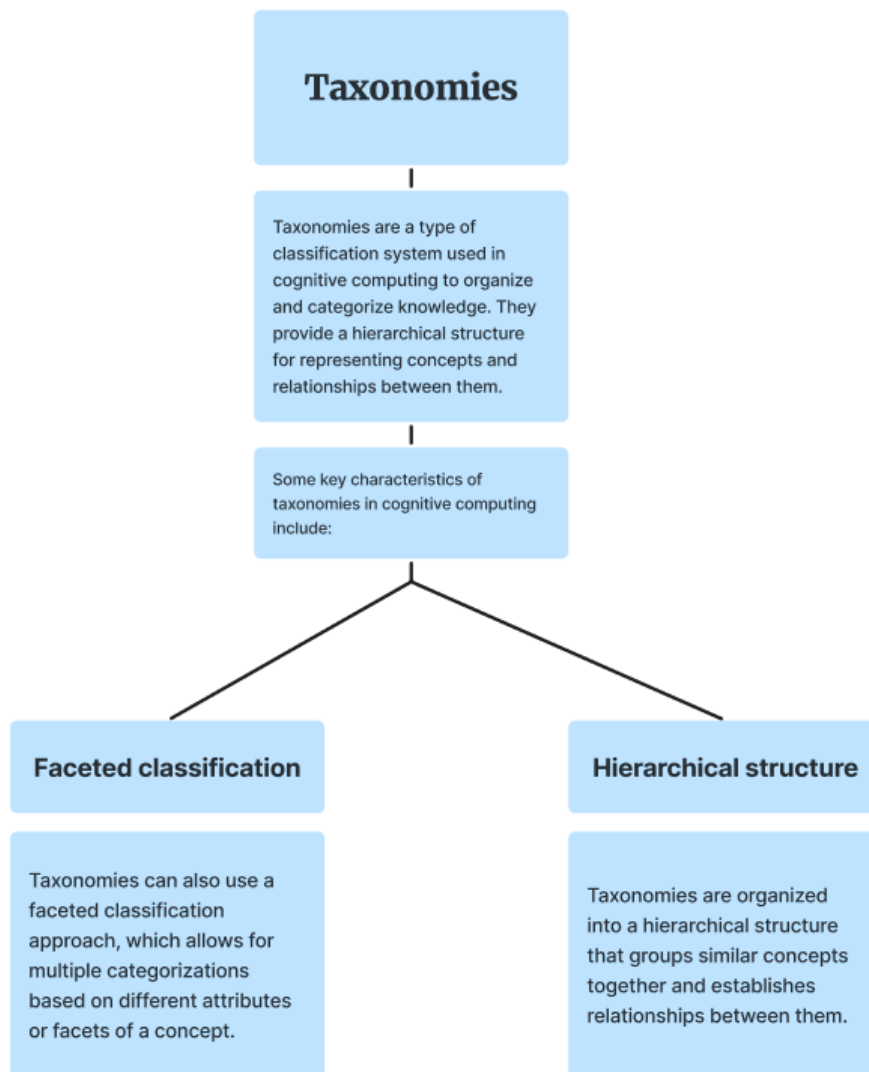 Taxonomies
Taxonomies are a type of
classification system used in
cognitive computing to organize
and categorize knowledge. They
provide a hierarchical structure
for representing concepts and
relationships between them.
Some key characteristics of
taxonomies in cognitive computing
include:
Faceted classification
Taxonomies can also use a
faceted classification
approach, which allows for
multiple categorizations
based on different attributes
or facets of a concept.
Hierarchical structure
Taxonomies are organized
into a hierarchical structure
that groups similar concepts
together and establishes
relationships between them.